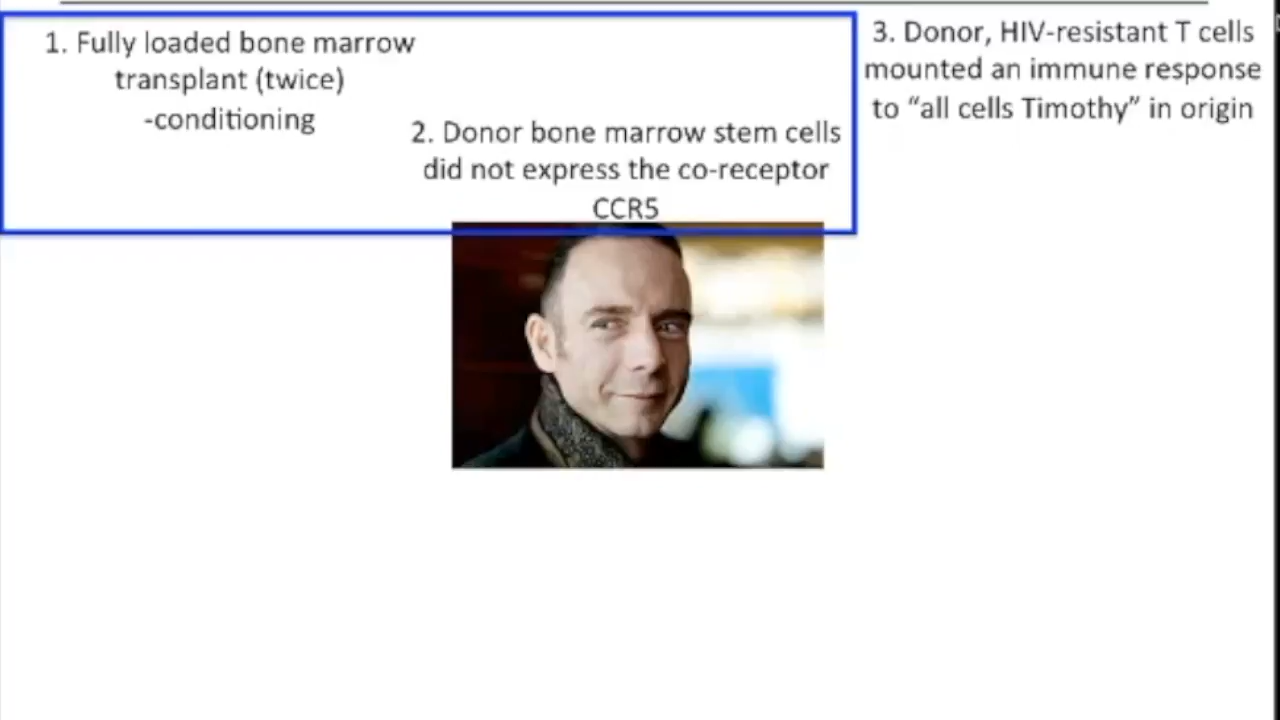 1. Fully loaded bone marrow
transplant (twice)
-conditioning
2. Donor bone marrow stem cells
did not express the co-receptor
CCR5
3. Donor, HIV-resistant T cells
mounted an immune response
to “all cells Timothy” in origin